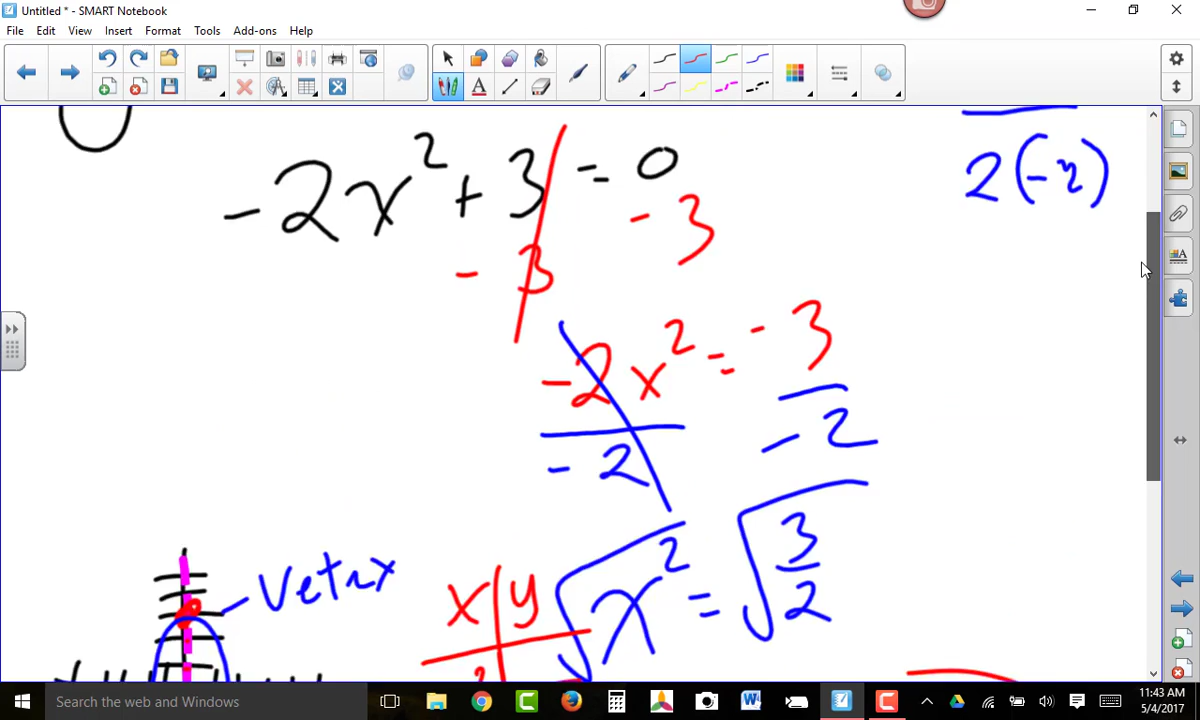 Untitled * - SMART Notebook
File Edit View Insert Format Tools Add-ons Help
-2x² + 3 = 0
2(-2)
- 3 - 3
-2x² = -3
-2 -2
√x² = √3/2
Vetrx
x y
Search the web and Windows
11:43 AM
5/4/2017